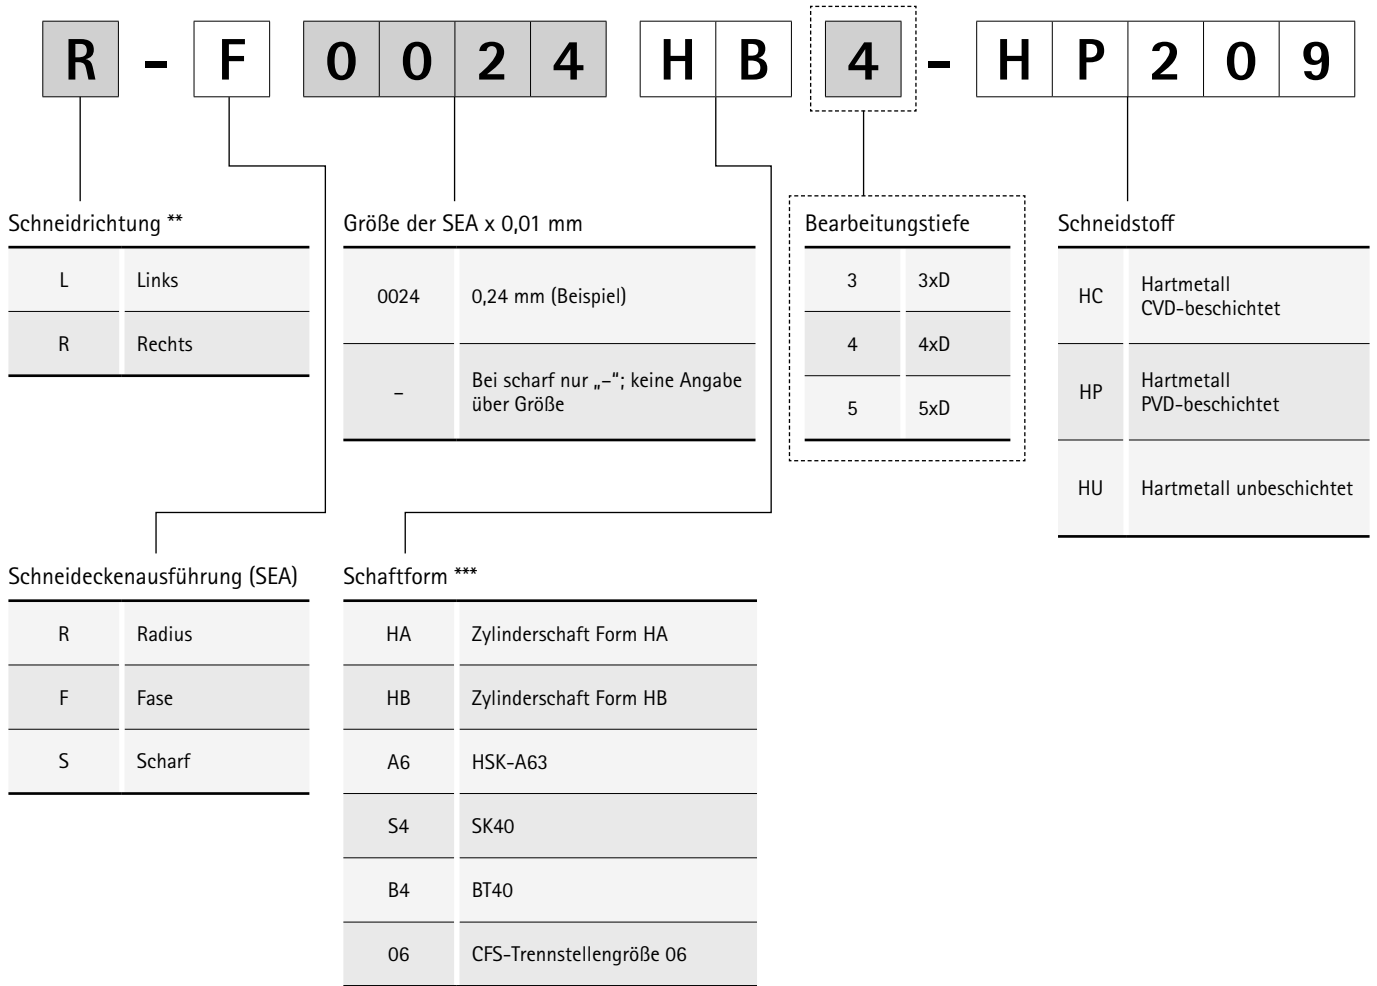 R - F 0 0 2 4 H B 4 - H P 2 0 9
Schneidrichtung **
L Links
R Rechts
Größe der SEA x 0,01 mm
0024 0,24 mm (Beispiel)
– Bei scharf nur „–“; keine Angabe
über Größe
Bearbeitungstiefe
3 3xD
4 4xD
5 5xD
Schneidstoff
HC Hartmetall
CVD-beschichtet
HP Hartmetall
PVD-beschichtet
HU Hartmetall unbeschichtet
Schneideckenausführung (SEA)
R Radius
F Fase
S Scharf
Schaftform ***
HA Zylinderschaft Form HA
HB Zylinderschaft Form HB
A6 HSK-A63
S4 SK40
B4 BT40
06 CFS-Trennstellengröße 06